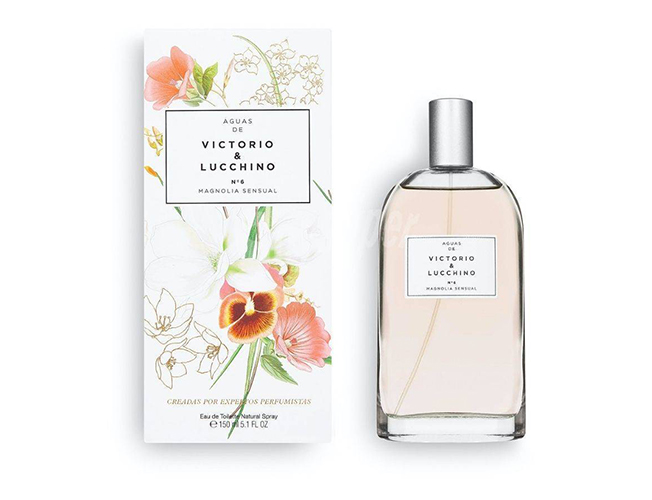 AGUAS
DE
VICTORIO
&
LUCCHINO
Nº6
MAGNOLIA SENSUAL
CREADAS POR EXPERTOS PERFUMISTAS
Eau de Toilette Natural Spray
℮ 150 ml 5.1 FL OZ
AGUAS
DE
VICTORIO
&
LUCCHINO
Nº6
MAGNOLIA SENSUAL